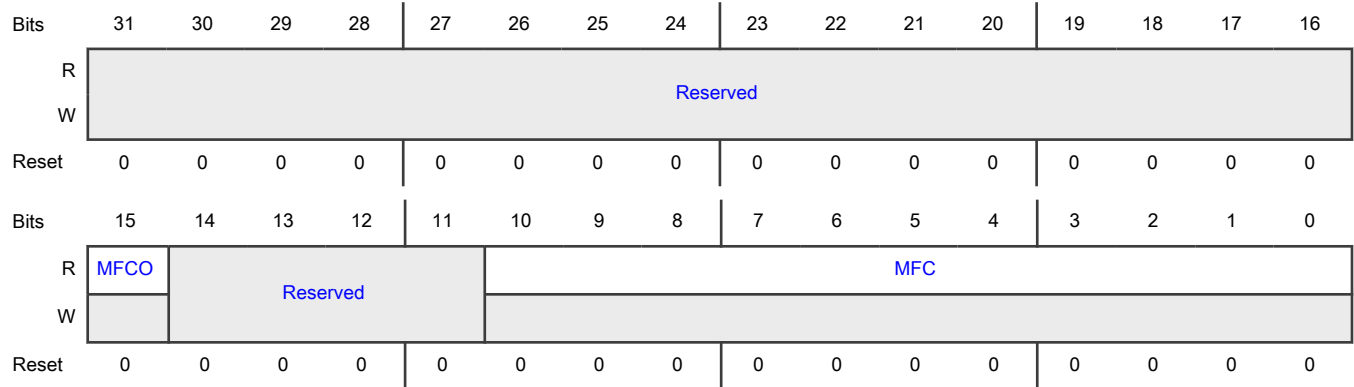 Bits 31 30 29 28 27 26 25 24 23 22 21 20 19 18 17 16
R
Reserved
W
Reset 0 0 0 0 0 0 0 0 0 0 0 0 0 0 0 0
Bits 15 14 13 12 11 10 9 8 7 6 5 4 3 2 1 0
R MFCO MFC
Reserved
W
Reset 0 0 0 0 0 0 0 0 0 0 0 0 0 0 0 0